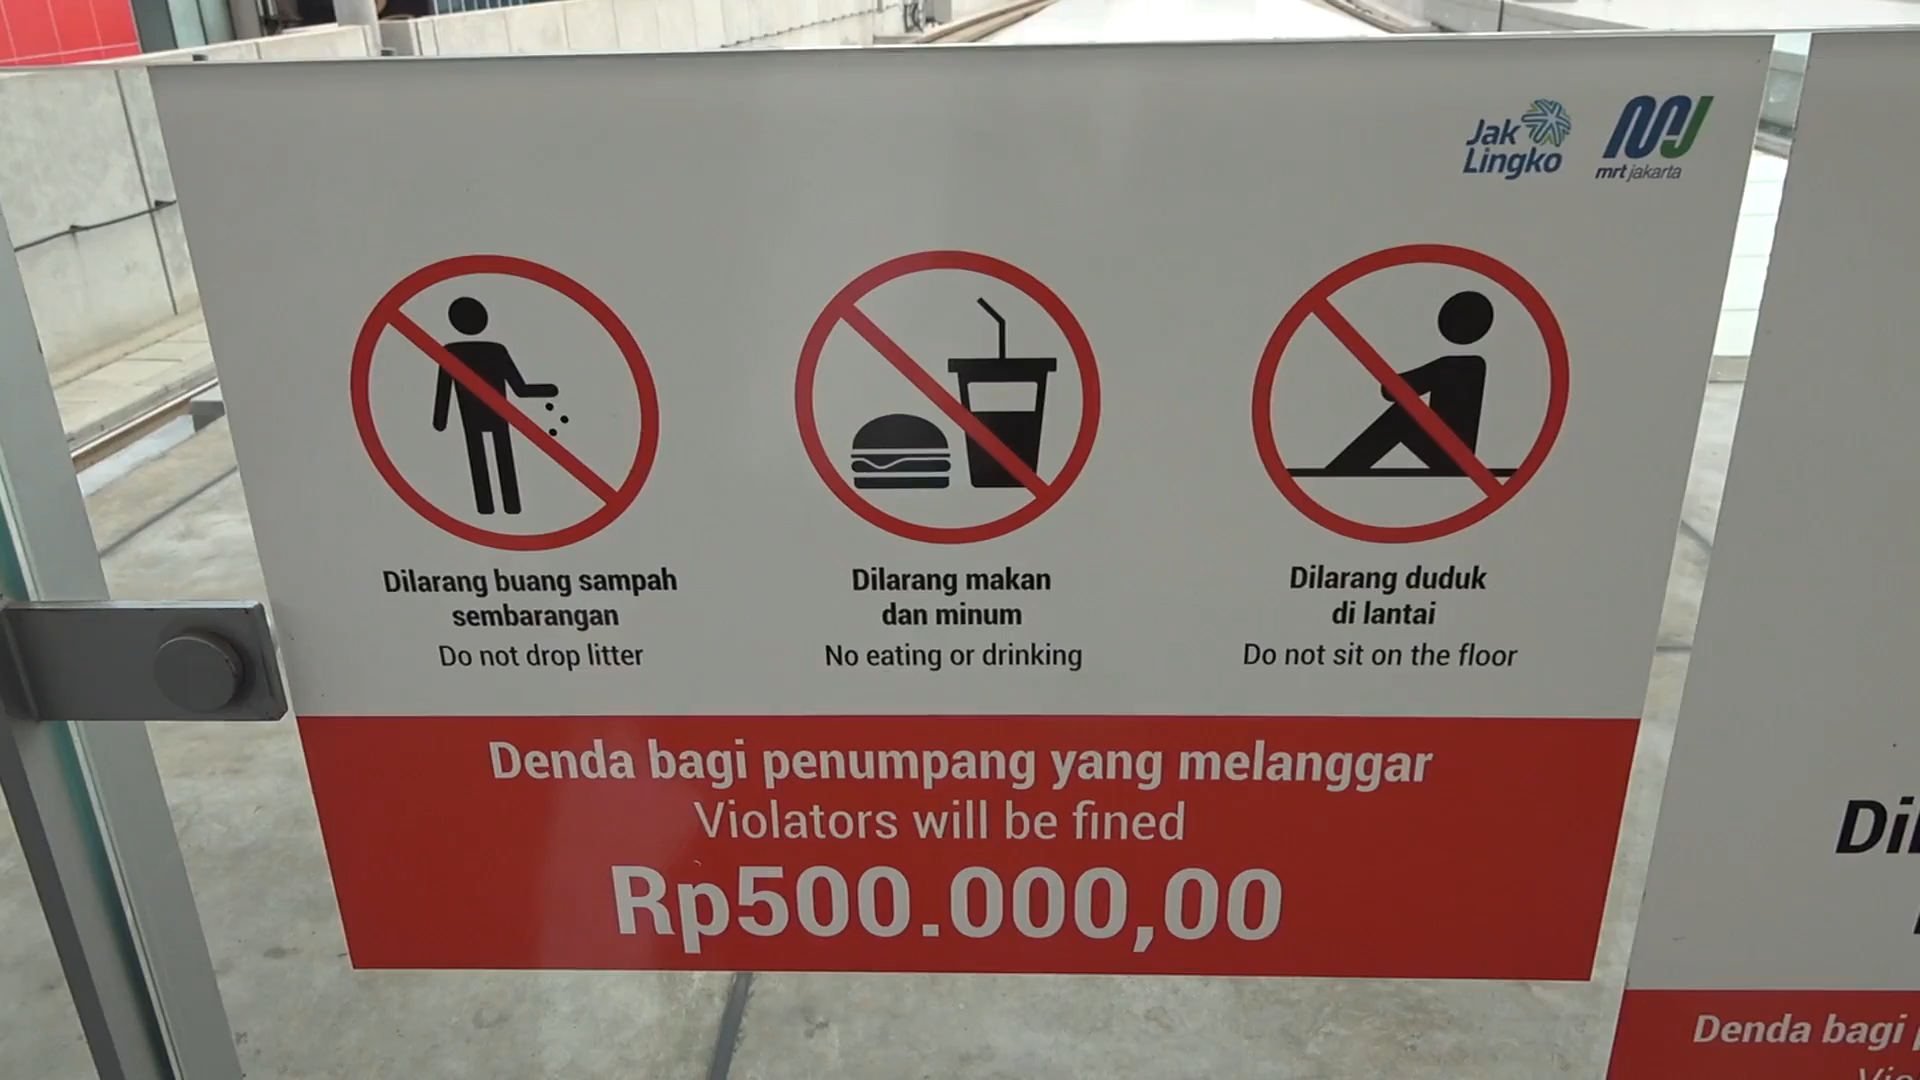 Jak
Lingko
mrt jakarta
Dilarang buang sampah
sembarangan
Do not drop litter
Dilarang makan
dan minum
No eating or drinking
Dilarang duduk
di lantai
Do not sit on the floor
Denda bagi penumpang yang melanggar
Violators will be fined
Rp500.000,00
Denda bagi